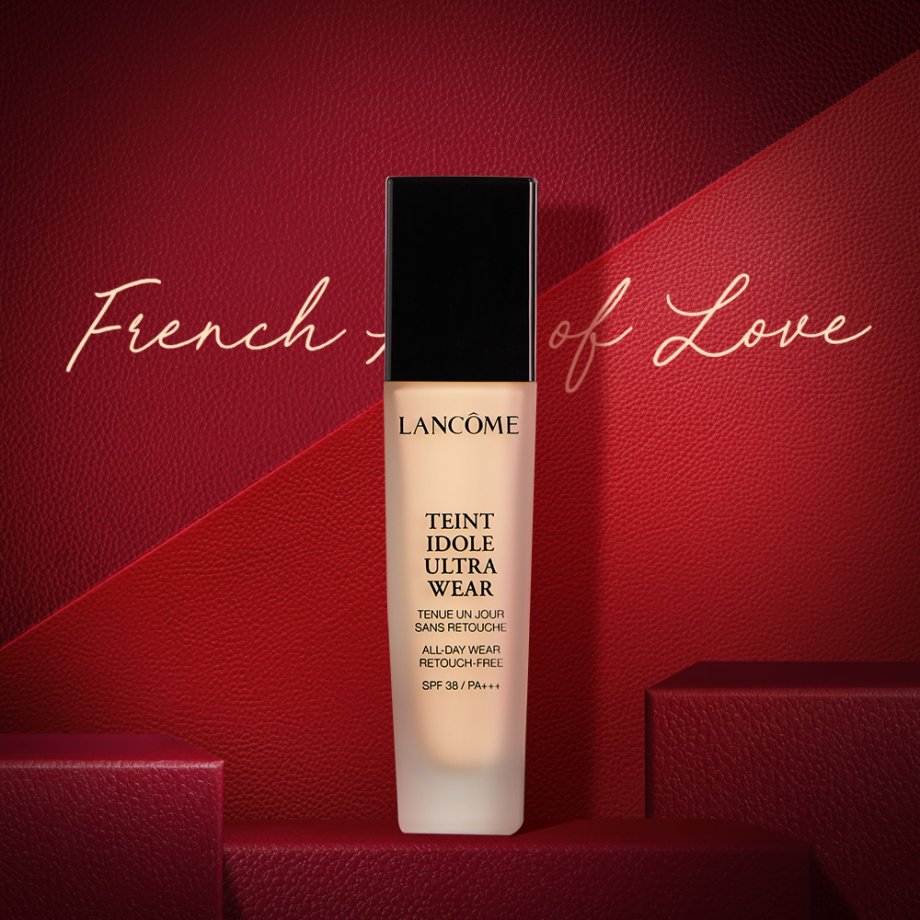 French of Love
LANCÔME
TEINT
IDOLE
ULTRA
WEAR
TENUE UN JOUR
SANS RETOUCHE
ALL-DAY WEAR
RETOUCH-FREE
SPF 38 / PA+++